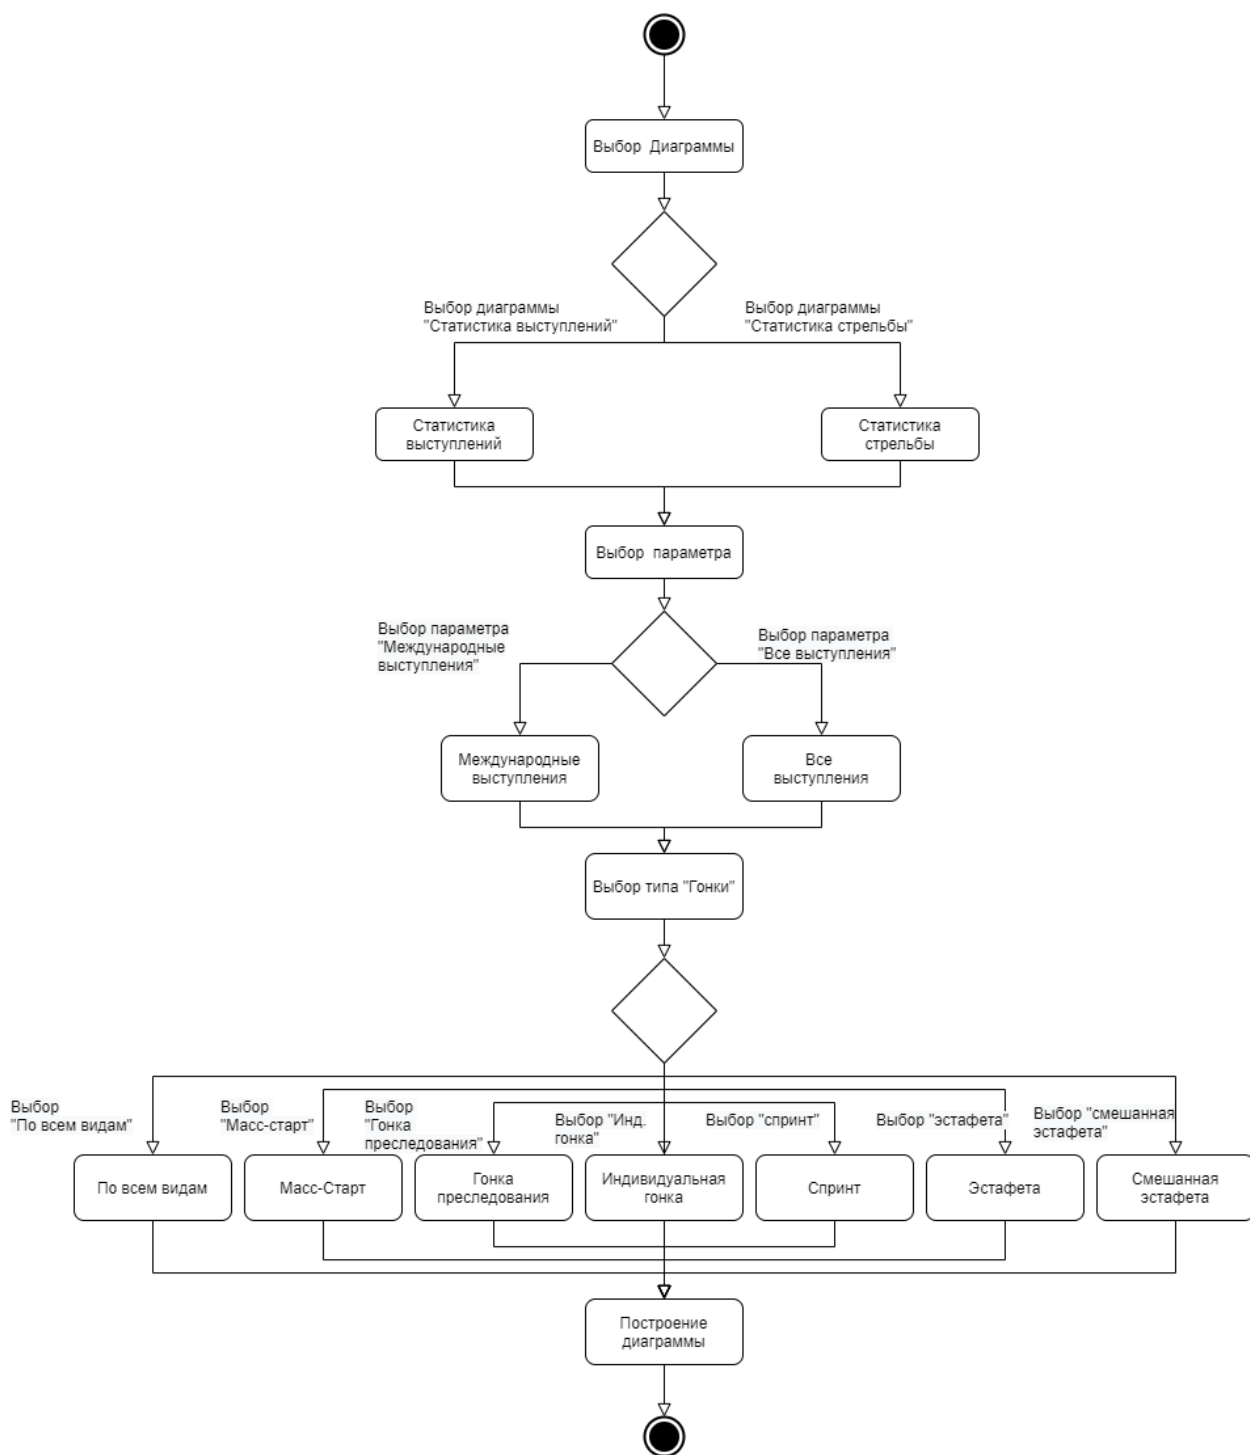 Выбор Диаграммы
Выбор диаграммы
"Статистика выступлений"
Выбор диаграммы
"Статистика стрельбы"
Статистика
выступлений
Статистика
стрельбы
Выбор параметра
Выбор параметра
"Международные
выступления"
Выбор параметра
"Все выступления"
Международные
выступления
Все
выступления
Выбор типа "Гонки"
Выбор
"По всем видам"
Выбор
"Масс-старт"
Выбор
"Гонка
преследования"
Выбор "Инд.
гонка"
Выбор "спринт"
Выбор "эстафета"
Выбор "смешанная
эстафета"
По всем видам
Масс-Старт
Гонка
преследования
Индивидуальная
гонка
Спринт
Эстафета
Смешанная
эстафета
Построение
диаграммы